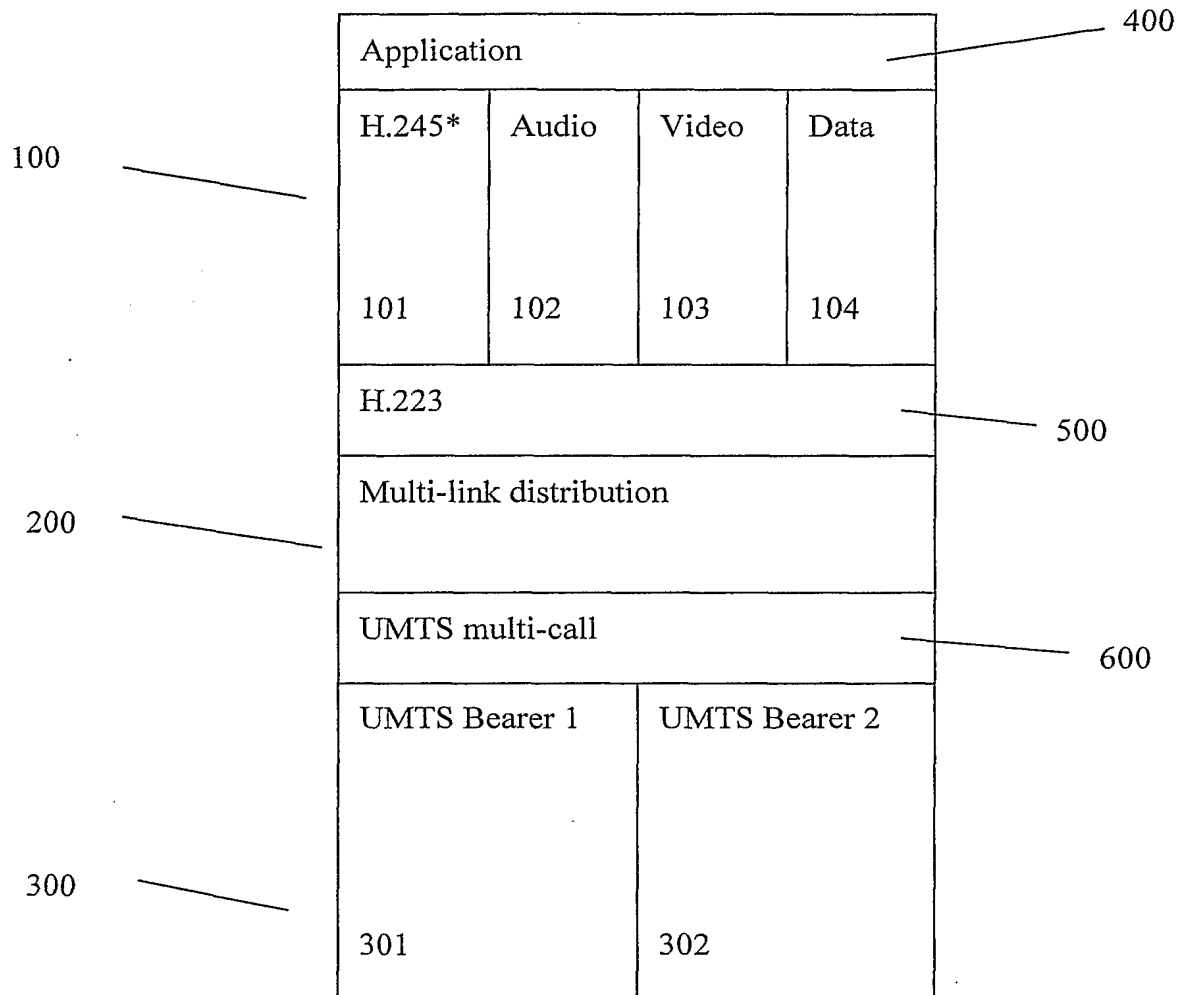 400
Application
H.245* Audio Video Data
100
101 102 103 104
H.223
500
Multi-link distribution
200
UMTS multi-call
600
UMTS Bearer 1 UMTS Bearer 2
300
301 302